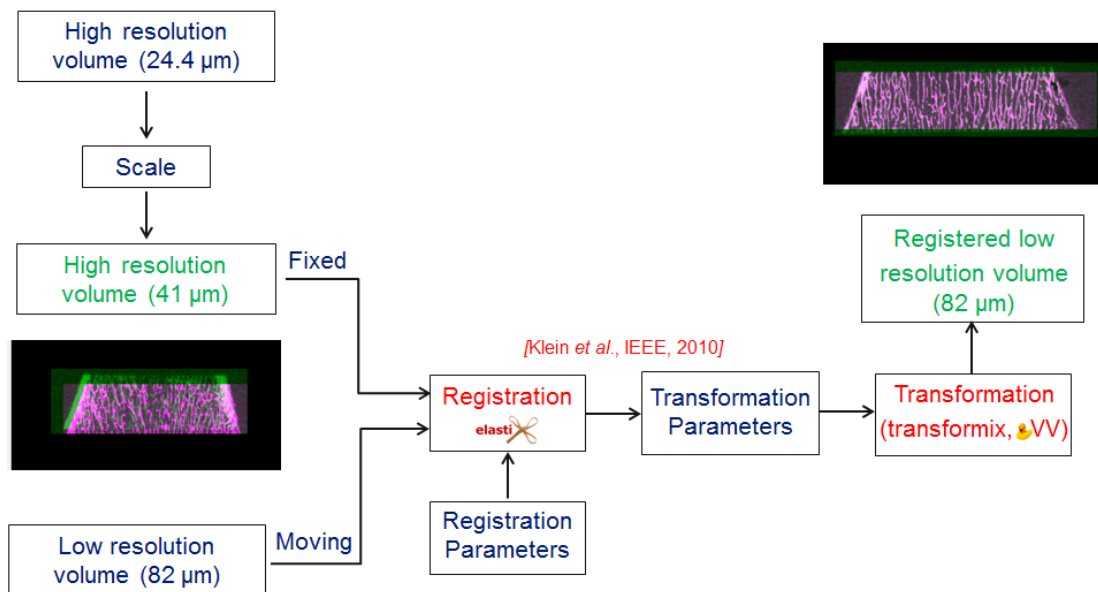 High resolution
volume (24.4 µm)
Scale
High resolution
volume (41 µm)
Fixed
Registered low
resolution volume
(82 µm)
[Klein et al., IEEE, 2010]
Registration
elasti
Transformation
Parameters
Transformation
(transformix, VV)
Registration
Parameters
Moving
Low resolution
volume (82 µm)